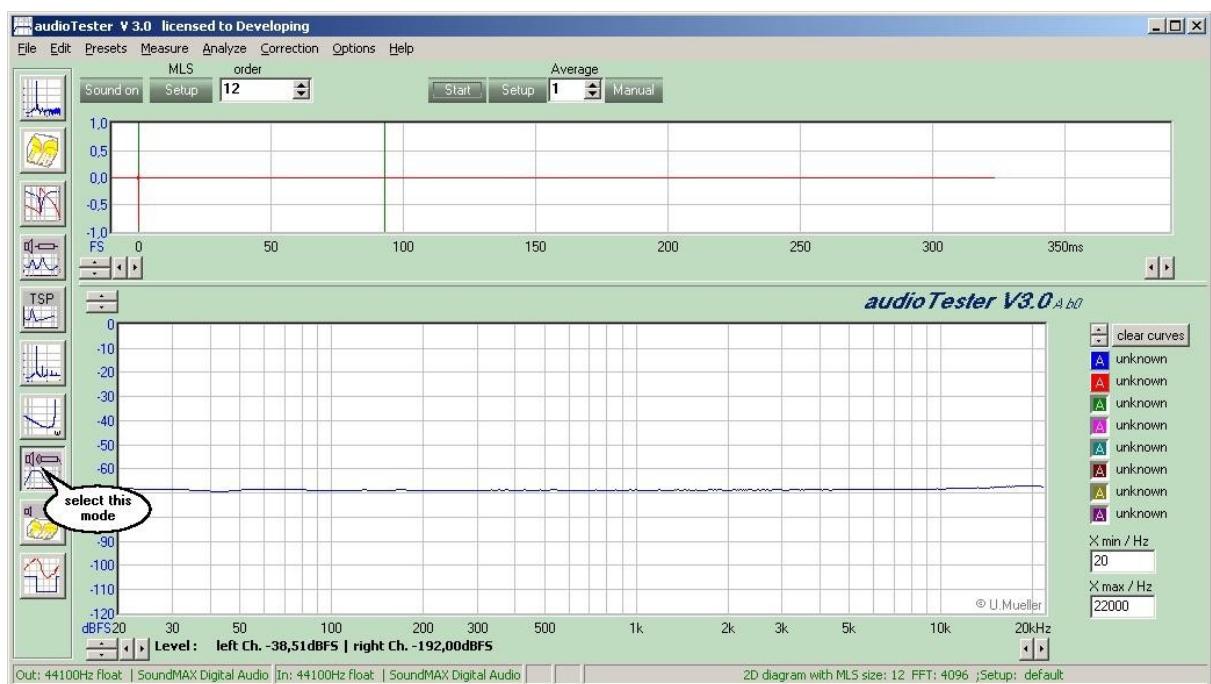 audioTester V 3.0 licensed to Developing
File Edit Presets Measure Analyze Correction Options Help
MLS order Average
Sound on Setup 12 Start Setup 1 Manual
1,0
0,5
0,0
-0,5
-1,0
FS 0 50 100 150 200 250 300 350ms
TSP
audioTester V3.0 A b0
0
-10
-20
-30
-40
-50
-60
-90
-100
-110
-120
clear curves
A unknown
A unknown
A unknown
A unknown
A unknown
A unknown
A unknown
A unknown
w
select this
mode
X min / Hz
20
X max / Hz
22000
© U.Mueller
dBFS 20 30 50 100 200 300 500 1k 2k 3k 5k 10k 20kHz
Level : left Ch. -38,51dBFS | right Ch. -192,00dBFS
Out: 44100Hz float | SoundMAX Digital Audio In: 44100Hz float | SoundMAX Digital Audio 2D diagram with MLS size: 12 FFT: 4096 ;Setup: default